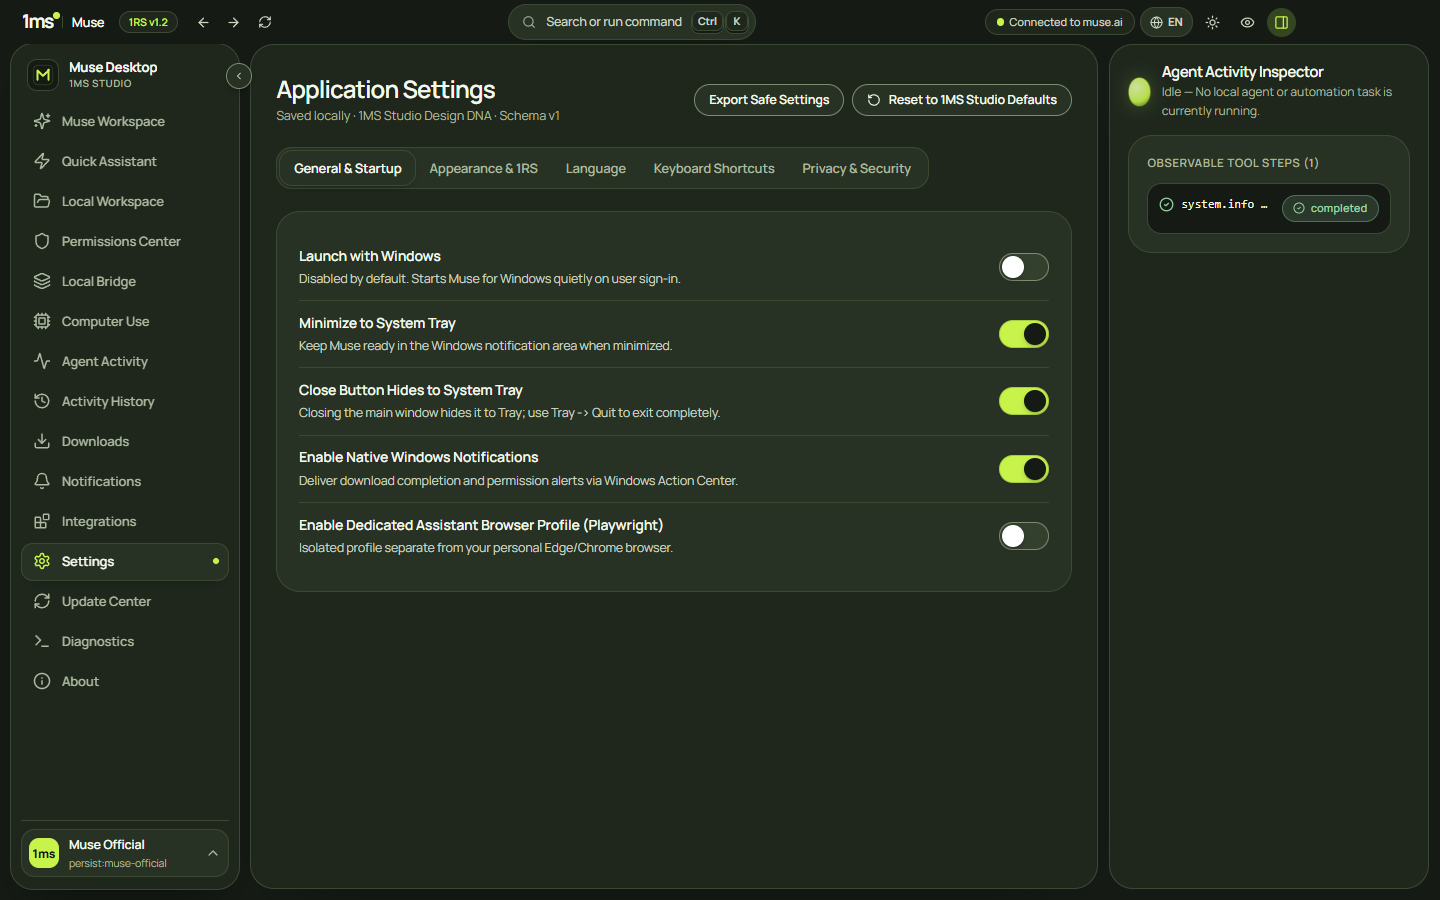 1ms
Muse
1RS v1.2
Search or run command
Ctrl
K
Connected to muse.ai
EN
Muse Desktop
1MS STUDIO
Muse Workspace
Quick Assistant
Local Workspace
Permissions Center
Local Bridge
Computer Use
Agent Activity
Activity History
Downloads
Notifications
Integrations
Settings
Update Center
Diagnostics
About
1ms
Muse Official
persist:muse-official
Application Settings
Saved locally · 1MS Studio Design DNA · Schema v1
Export Safe Settings
Reset to 1MS Studio Defaults
General & Startup
Appearance & 1RS
Language
Keyboard Shortcuts
Privacy & Security
Launch with Windows
Disabled by default. Starts Muse for Windows quietly on user sign-in.
Minimize to System Tray
Keep Muse ready in the Windows notification area when minimized.
Close Button Hides to System Tray
Closing the main window hides it to Tray; use Tray -> Quit to exit completely.
Enable Native Windows Notifications
Deliver download completion and permission alerts via Windows Action Center.
Enable Dedicated Assistant Browser Profile (Playwright)
Isolated profile separate from your personal Edge/Chrome browser.
Agent Activity Inspector
Idle — No local agent or automation task is
currently running.
OBSERVABLE TOOL STEPS (1)
system.info …
completed